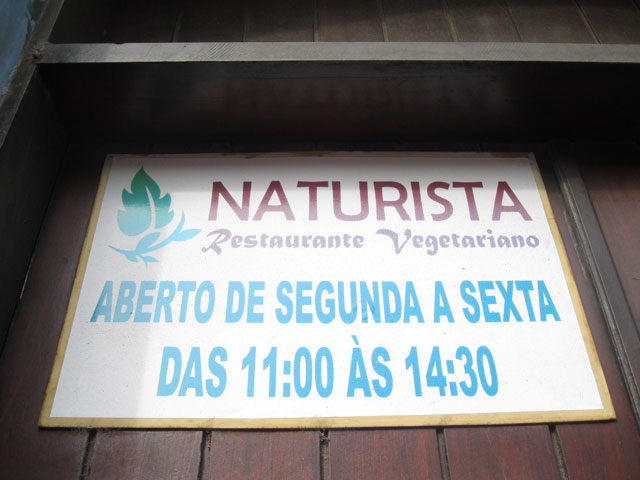 NATURISTA
Restaurante Vegetariano
ABERTO DE SEGUNDA A SEXTA
DAS 11:00 ÀS 14:30